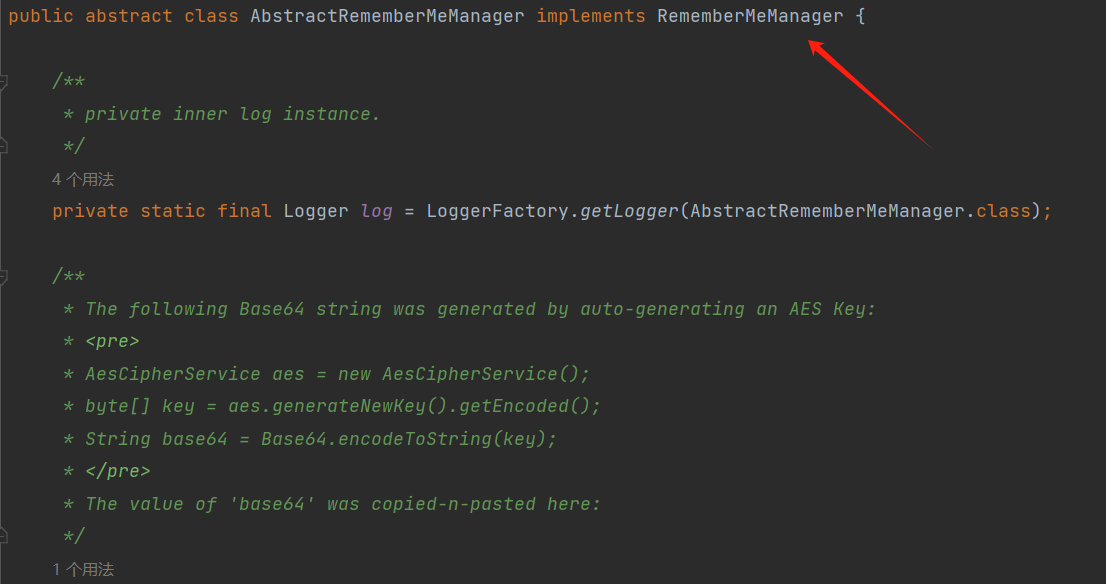 public abstract class AbstractRememberMeManager implements RememberMeManager {
/**
* private inner log instance.
*/
4 个用法
private static final Logger log = LoggerFactory.getLogger(AbstractRememberMeManager.class);
/**
* The following Base64 string was generated by auto-generating an AES Key:
* <pre>
* AesCipherService aes = new AesCipherService();
* byte[] key = aes.generateNewKey().getEncoded();
* String base64 = Base64.encodeToString(key);
* </pre>
* The value of 'base64' was copied-n-pasted here:
*/
1 个用法